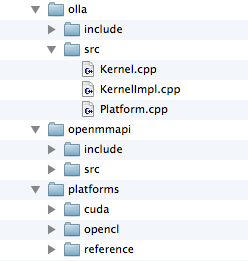 olla
include
src
Kernel.cpp
KernelImpl.cpp
Platform.cpp
openmmapi
include
src
platforms
cuda
opencl
reference